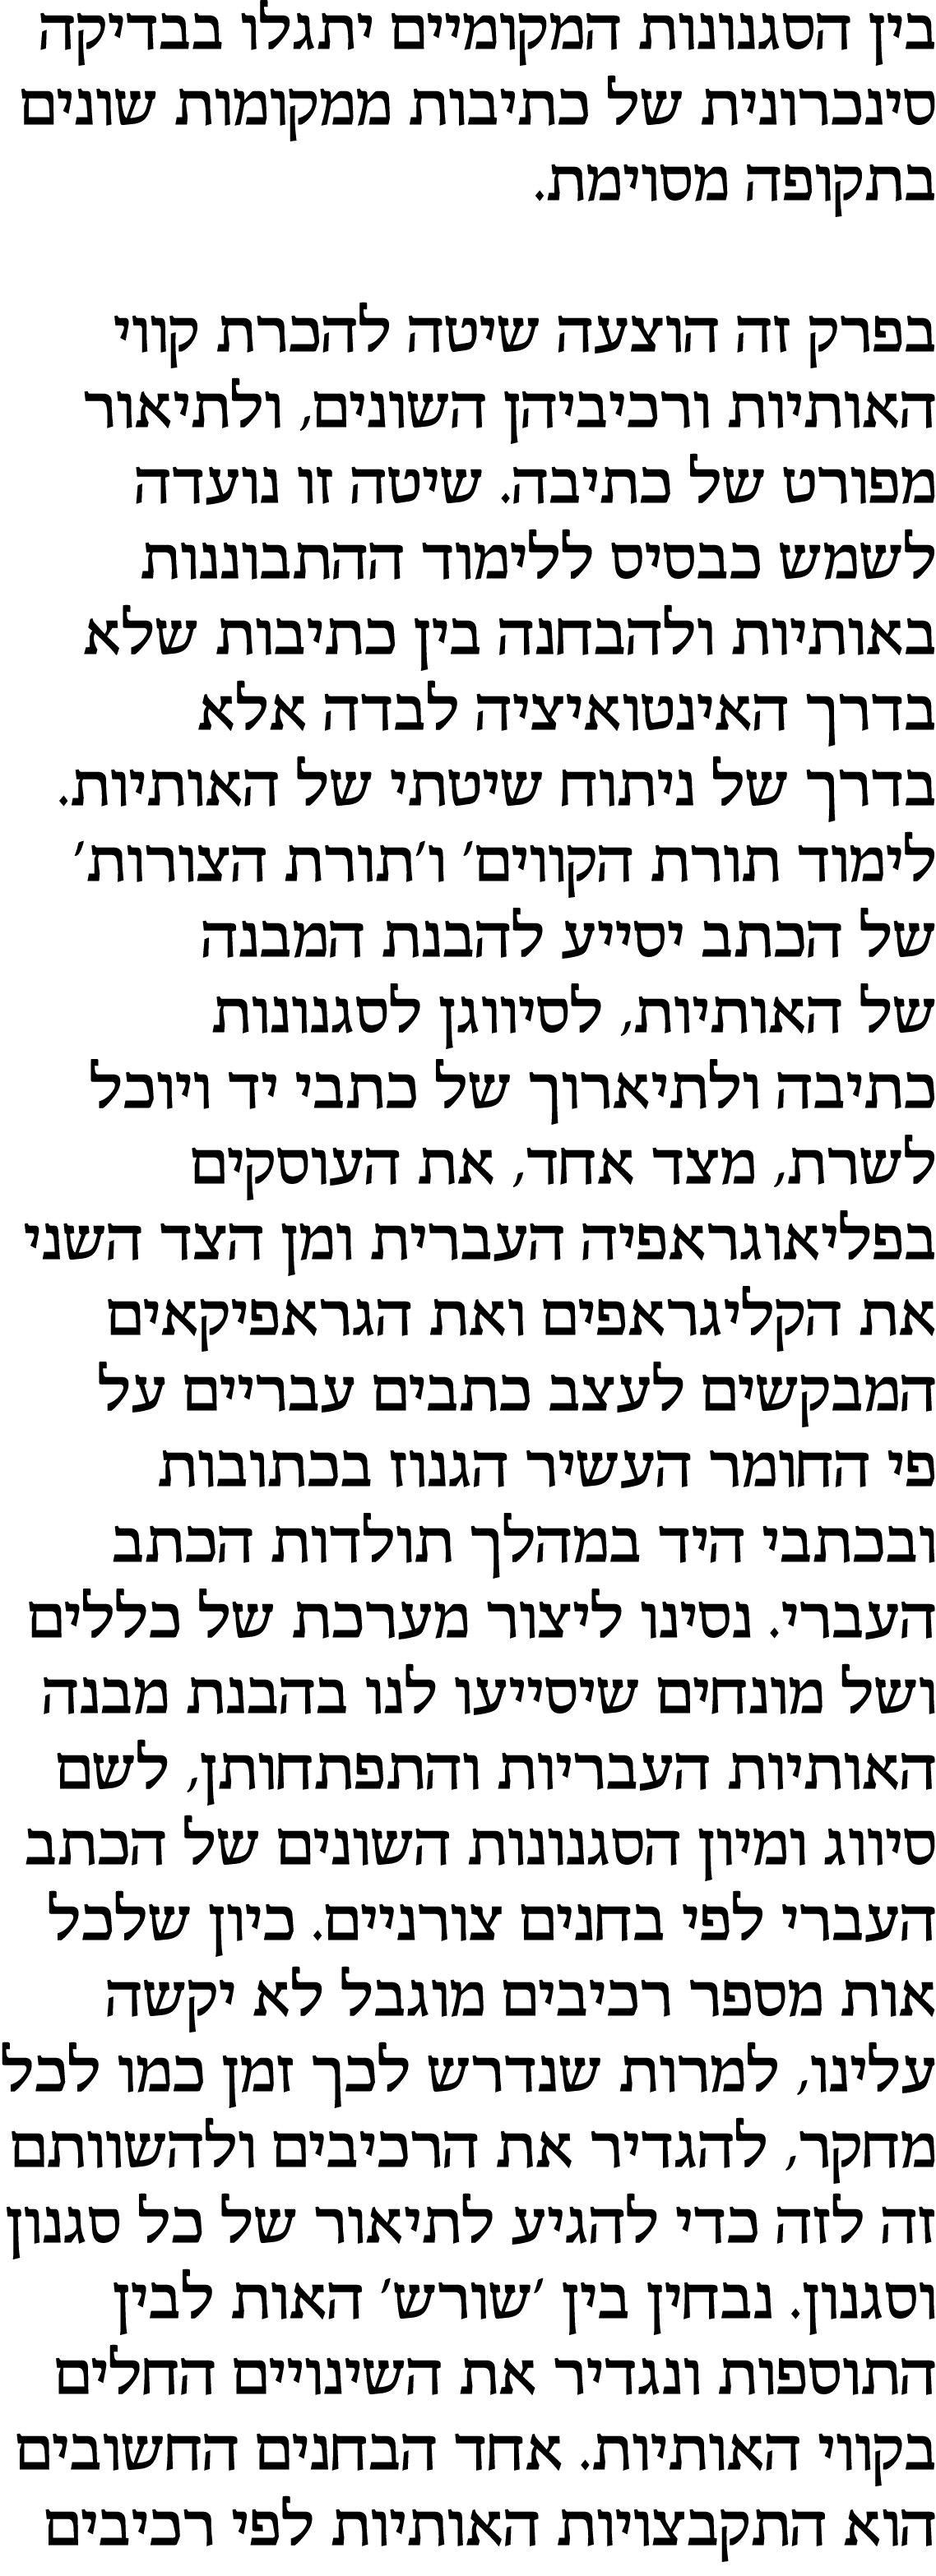 בין הסגנונות המקומיים יתגלו בבדיקה
סינכרונית של כתיבות ממקומות שונים
בתקופה מסוימת.
בפרק זה הוצעה שיטה להכרת קווי
האותיות ורכיביהן השונים, ולתיאור
מפורט של כתיבה. שיטה זו נועדה
לשמש כבסיס ללימוד ההתבוננות
באותיות ולהבחנה בין כתיבות שלא
בדרך האינטואיציה לבדה אלא
בדרך של ניתוח שיטתי של האותיות.
לימוד תורת הקווים׳ ו׳תורת הצורות׳
של הכתב יסייע להבנת המבנה
של האותיות, לסיווגן לסגנונות
כתיבה ולתיארוך של כתבי יד ויוכל
לשרת, מצד אחד, את העוסקים
בפליאוגראפיה העברית ומן הצד השני
את הקליגראפים ואת הגראפיקאים
המבקשים לעצב כתבים עבריים על
פי החומר העשיר הגנוז בכתובות
ובכתבי היד במהלך תולדות הכתב
העברי. נסינו ליצור מערכת של כללים
ושל מונחים שיסייעו לנו בהבנת מבנה
האותיות העבריות והתפתחותן, לשם
סיווג ומיון הסגנונות השונים של הכתב
העברי לפי בחנים צורניים. כיון שלכל
אות מספר רכיבים מוגבל לא יקשה
עלינו, למרות שנדרש לכך זמן כמו לכל
מחקר, להגדיר את הרכיבים ולהשוותם
זה לזה כדי להגיע לתיאור של כל סגנון
וסגנון. נבחין בין ׳שורש׳ האות לבין
התוספות ונגדיר את השינויים החלים
בקווי האותיות. אחד הבחנים החשובים
הוא התקבצויות האותיות לפי רכיבים